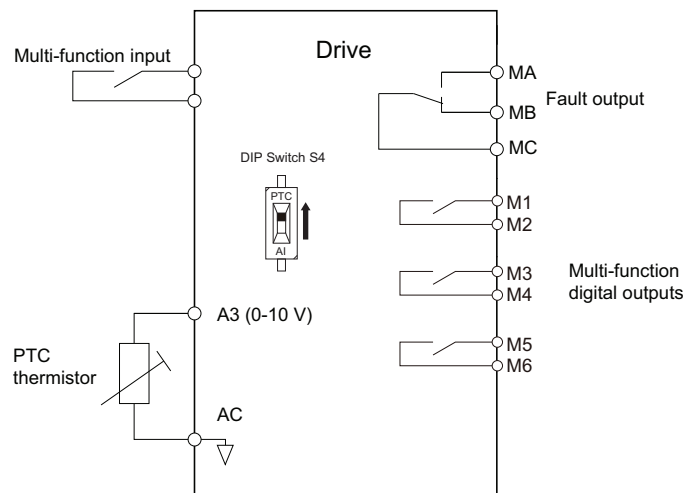 Drive
Multi-function input
MA
Fault output
MB
MC
DIP Switch S4
PTC
AI
M1
M2
M3
M4
Multi-function
digital outputs
M5
M6
A3 (0-10 V)
PTC
thermistor
AC